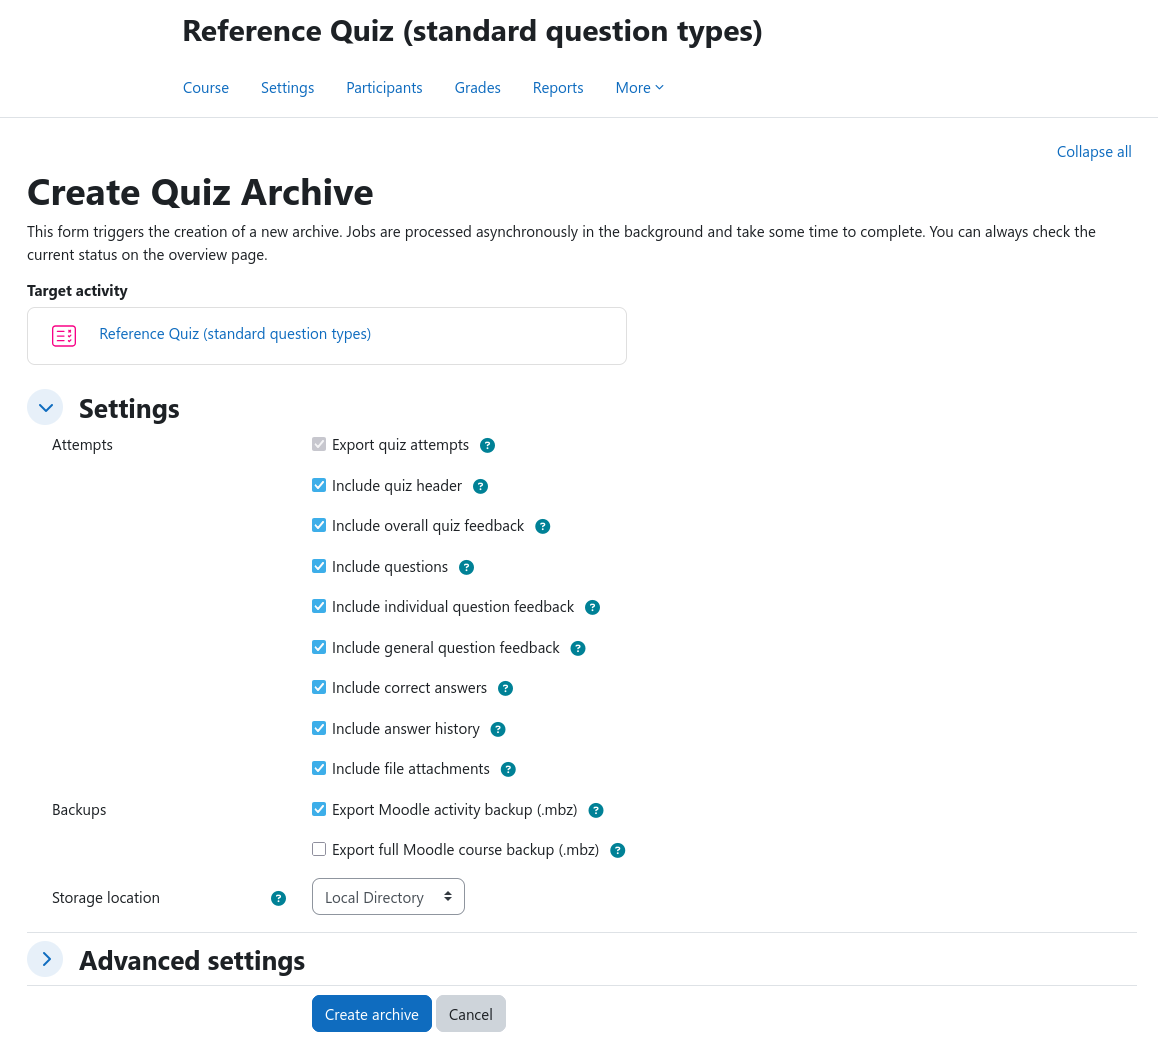 Reference Quiz (standard question types)
Course Settings Participants Grades Reports More
Collapse all
Create Quiz Archive
This form triggers the creation of a new archive. Jobs are processed asynchronously in the background and take some time to complete. You can always check the
current status on the overview page.
Target activity
Reference Quiz (standard question types)
Settings
Attempts Export quiz attempts ?
Include quiz header ?
Include overall quiz feedback ?
Include questions ?
Include individual question feedback ?
Include general question feedback ?
Include correct answers ?
Include answer history ?
Include file attachments ?
Backups Export Moodle activity backup (.mbz) ?
Export full Moodle course backup (.mbz) ?
Storage location ? Local Directory
Advanced settings
Create archive Cancel